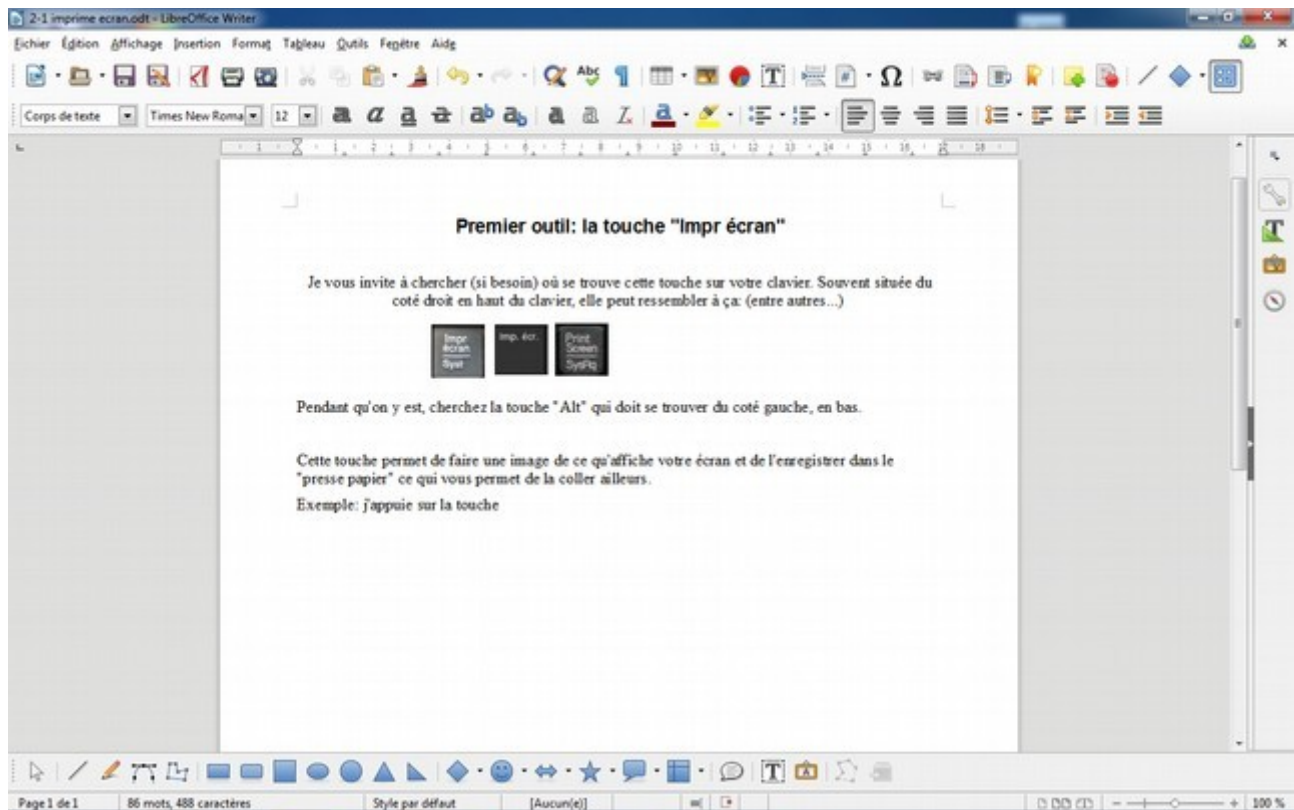 2-1 imprime ecran.odt - LibreOffice Writer
Fichier Édition Affichage Insertion Format Tableau Outils Fenêtre Aide
Corps de texte Times New Roma 12
Premier outil: la touche "Impr écran"
Je vous invite à chercher (si besoin) où se trouve cette touche sur votre clavier. Souvent située du
coté droit en haut du clavier, elle peut ressembler à ça: (entre autres...)
Impr écran Syst
Imp. écr.
Print Screen SysRq
Pendant qu'on y est, cherchez la touche "Alt" qui doit se trouver du coté gauche, en bas.
Cette touche permet de faire une image de ce qu'affiche votre écran et de l'enregistrer dans le
"presse papier" ce qui vous permet de la coller ailleurs.
Exemple: j'appuie sur la touche
Page 1 de 1 86 mots, 488 caractères Style par défaut [Aucun(e)] 100 %